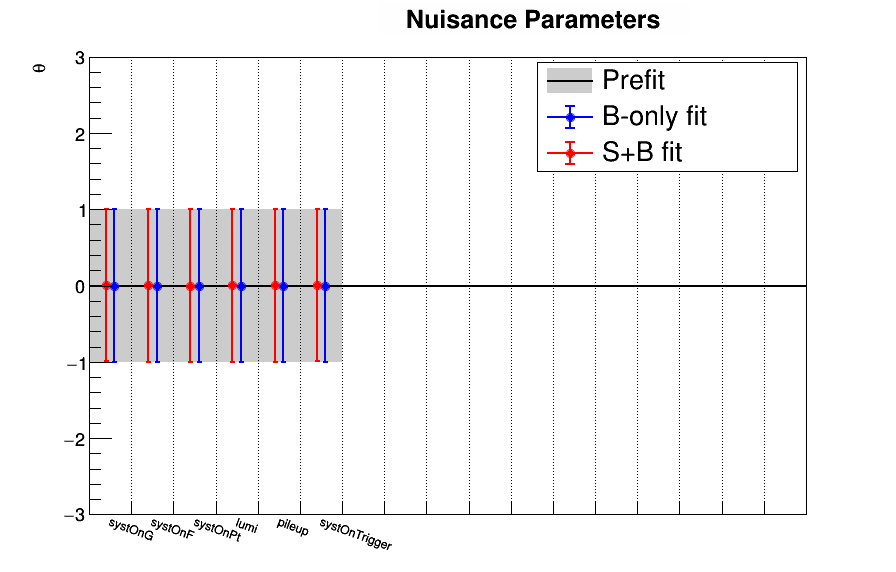 Nuisance Parameters
θ
3
2
1
0
−1
−2
−3
Prefit
B-only fit
S+B fit
systOnG
systOnF
systOnPt
lumi
pileup
systOnTrigger